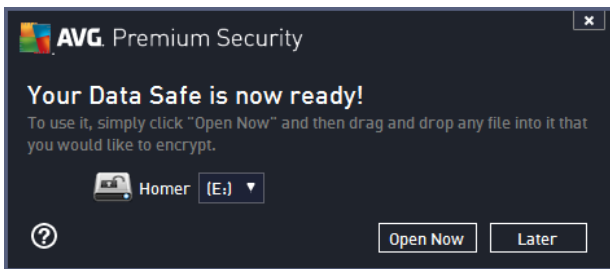 AVG. Premium Security
Your Data Safe is now ready!
To use it, simply click "Open Now" and then drag and drop any file into it that
you would like to encrypt.
Homer (E:)
Open Now Later